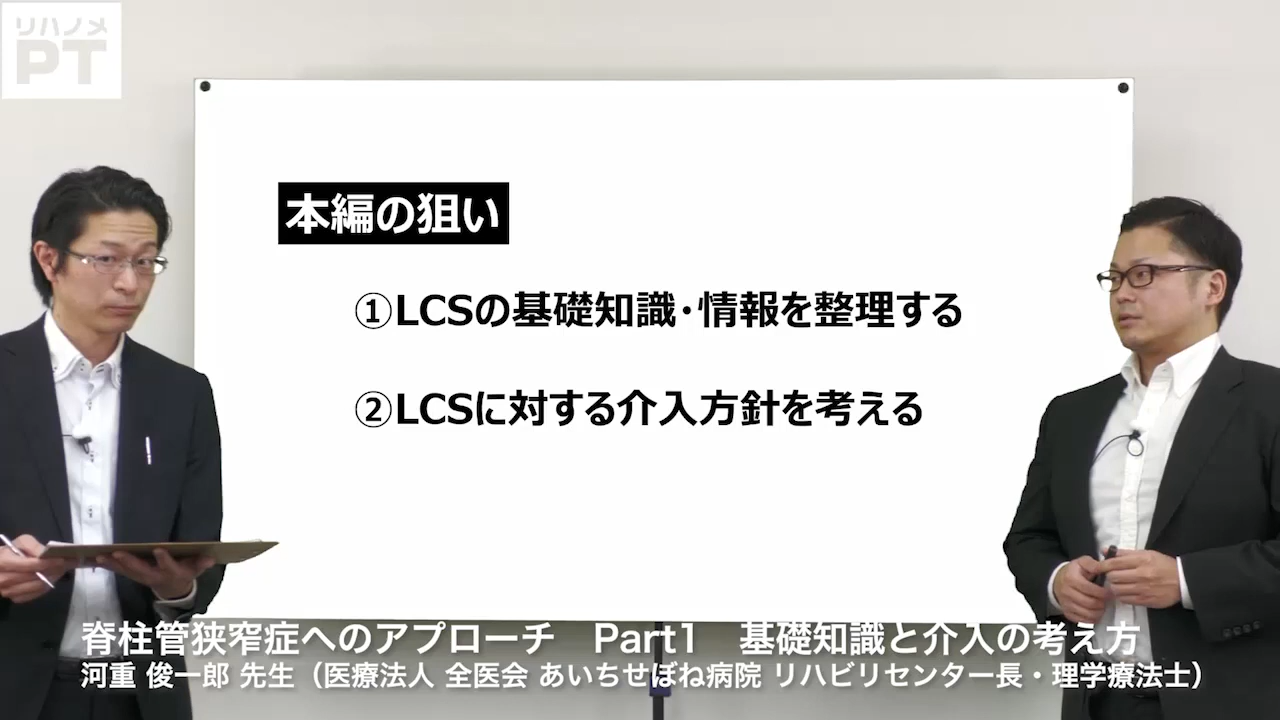 リハノメ
PT
本編の狙い
①LCSの基礎知識・情報を整理する
②LCSに対する介入方針を考える
脊柱管狭窄症へのアプローチ Part1 基礎知識と介入の考え方
河重 俊一郎 先生（医療法人 全医会 あいちせぼね病院 リハビリセンター長・理学療法士）